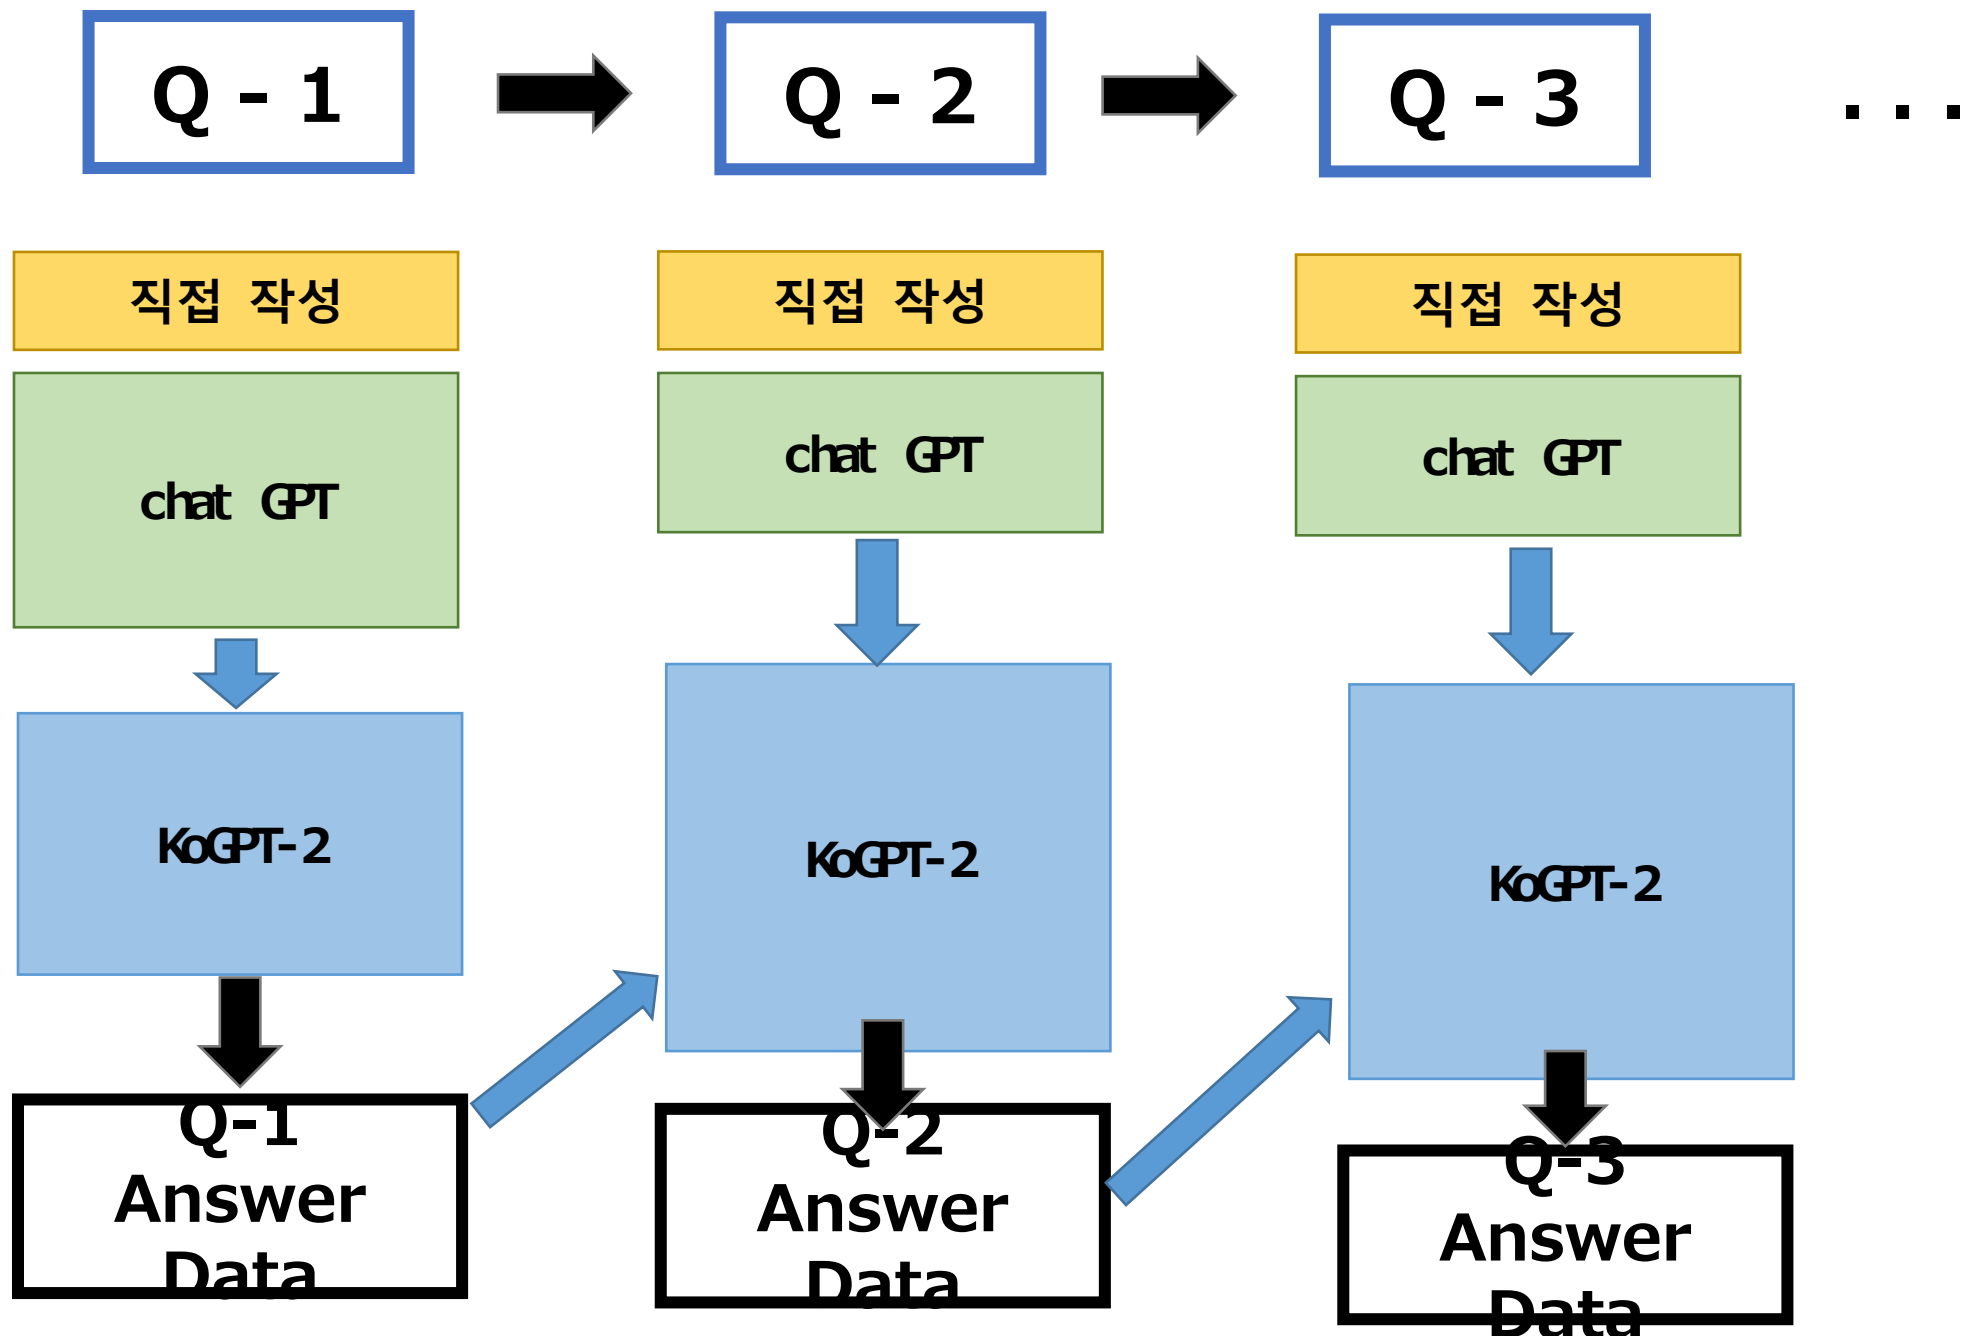 Q - 1
Q - 2
Q - 3
. . .
직접 작성
직접 작성
직접 작성
chat GPT
chat GPT
chat GPT
KoGPT-2
KoGPT-2
KoGPT-2
Q-1
Answer
Data
Q-2
Answer
Data
Q-3
Answer
Data